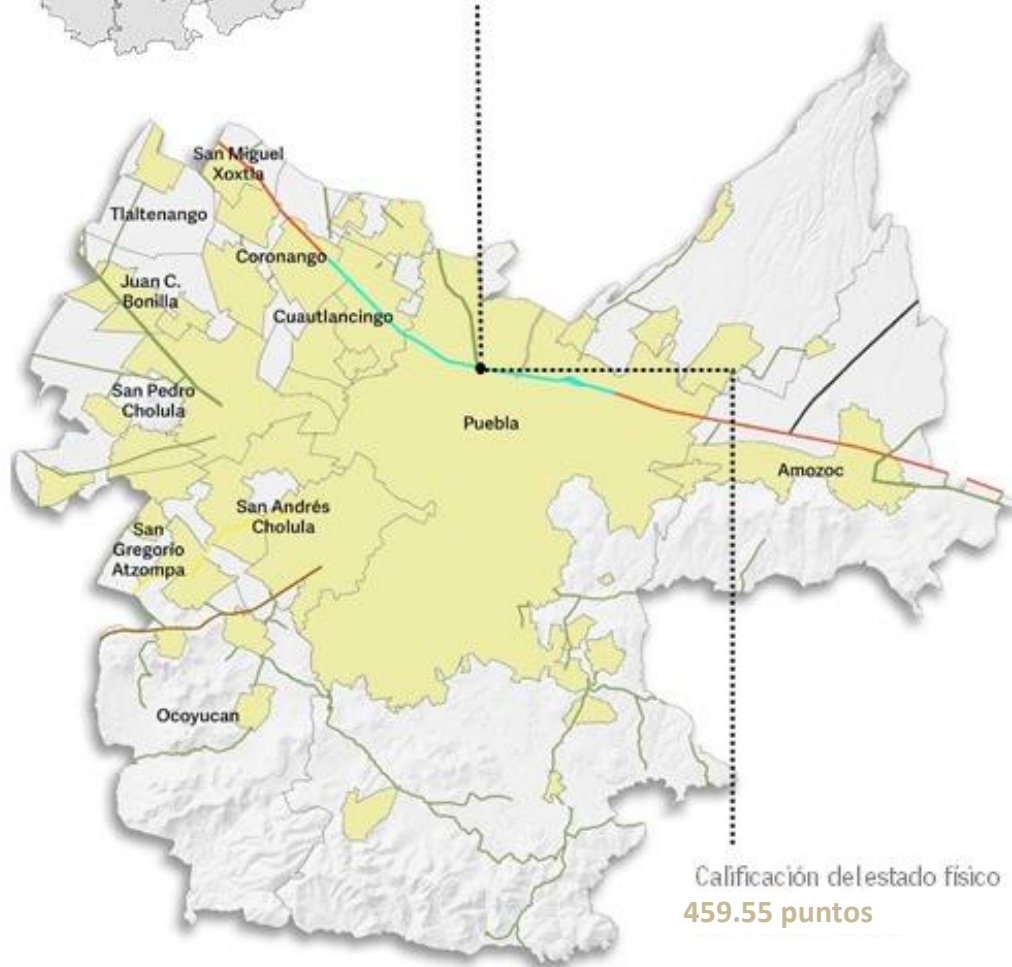 San Miguel
Xoxtla
Tlaltenango
Coronango
Juan C.
Bonilla
Cuautlancingo
San Pedro
Cholula
Puebla
Amozoc
San Andrés
Cholula
San
Gregorio
Atzompa
Ocoyucan
Calificación del estado físico
459.55 puntos